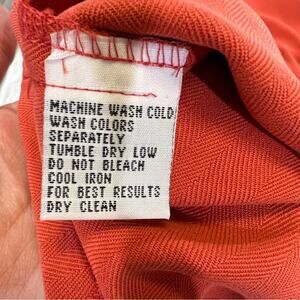 MACHINE WASH COLD
WASH COLORS
SEPARATELY
TUMBLE DRY LOW
DO NOT BLEACH
COOL IRON
FOR BEST RESULTS
DRY CLEAN